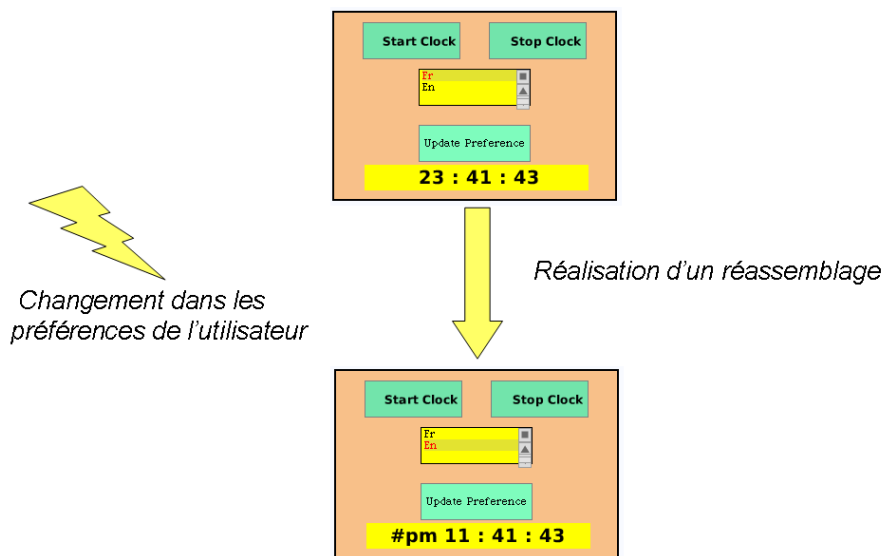 Start Clock Stop Clock
Fr
En
Update Preference
23 : 41 : 43
Changement dans les
préférences de l'utilisateur
Réalisation d'un réassemblage
Start Clock Stop Clock
Fr
En
Update Preference
#pm 11 : 41 : 43